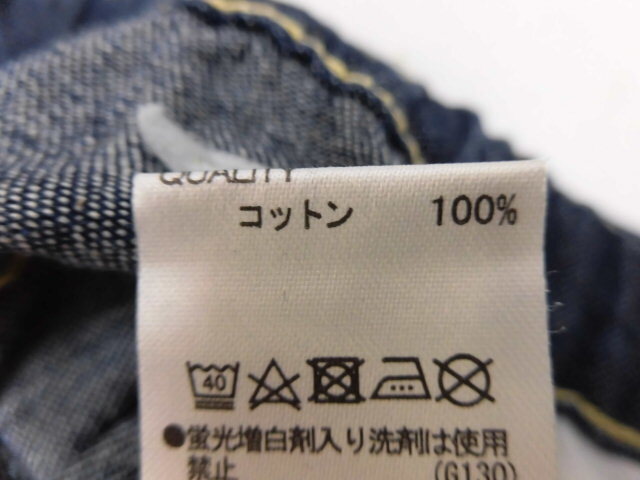 QUALITY
コットン 100%
40
●蛍光増白剤入り洗剤は使用
禁止 (G130)